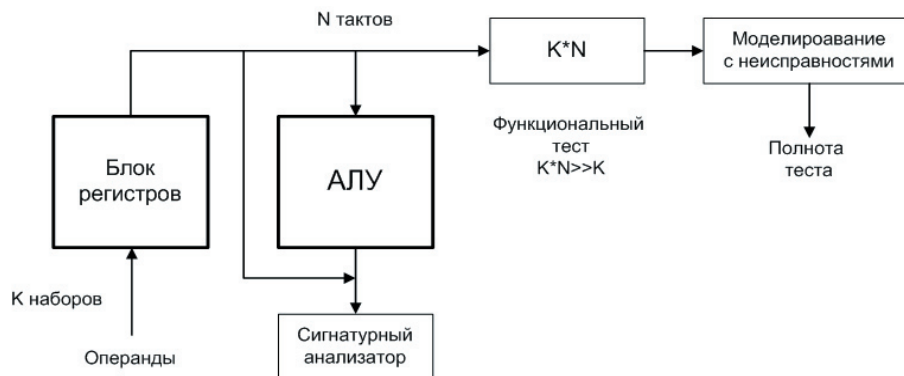 N тактов
K*N
Моделироавание
с неисправностями
Функциональный
тест
K*N>>K
Полнота
теста
Блок
регистров
АЛУ
K наборов
Операнды
Сигнатурный
анализатор